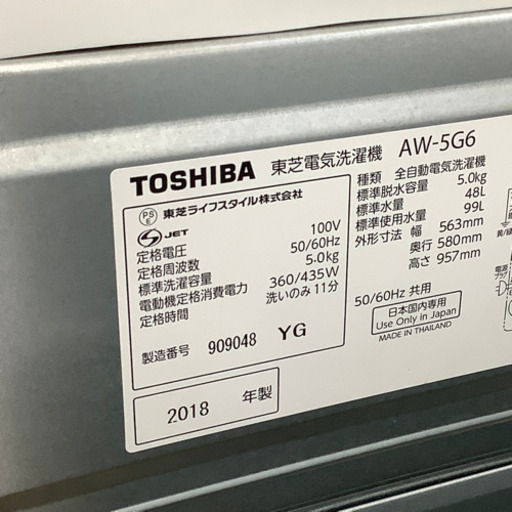 TOSHIBA 東芝電気洗濯機 AW-5G6
PSE 東芝ライフスタイル株式会社
S JET
定格電圧 100V
定格周波数 50/60Hz
標準洗濯容量 5.0kg
電動機定格消費電力 360/435W
定格時間 洗いのみ11分
製造番号 909048 YG
2018 年製
種類 全自動電気洗濯機
標準脱水容量 5.0kg
標準水量 48L
標準使用水量 99L
外形寸法 幅 563mm
奥行 580mm
高さ 957mm
50/60Hz 共用
日本国内専用
Use Only in Japan
MADE IN THAILAND